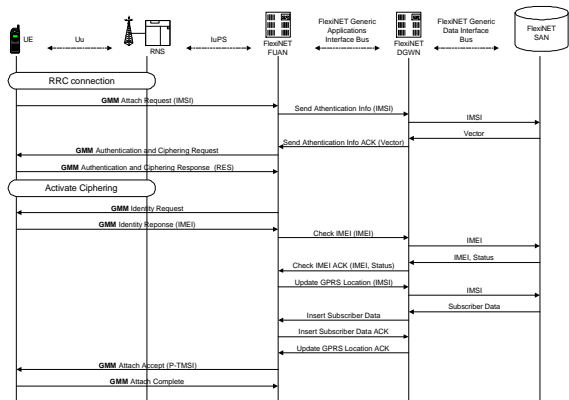 UE
Uu
RNS
IuPS
FlexiNET
FUAN
FlexiNET Generic
Applications
Interface Bus
FlexiNET
DGWN
FlexiNET Generic
Data Interface
Bus
FlexiNET
SAN
RRC connection
GMM Attach Request (IMSI)
Send Athentication Info (IMSI)
IMSI
Vector
Send Athentication Info ACK (Vector)
GMM Authentication and Ciphering Request
GMM Authentication and Ciphering Response (RES)
Activate Ciphering
GMM Identity Request
GMM Identity Reponse (IMEI)
Check IMEI (IMEI)
IMEI
IMEI, Status
Check IMEI ACK (IMEI, Status)
Update GPRS Location (IMSI)
IMSI
Subscriber Data
Insert Subscriber Data
Insert Subscriber Data ACK
Update GPRS Location ACK
GMM Attach Accept (P-TMSI)
GMM Attach Complete